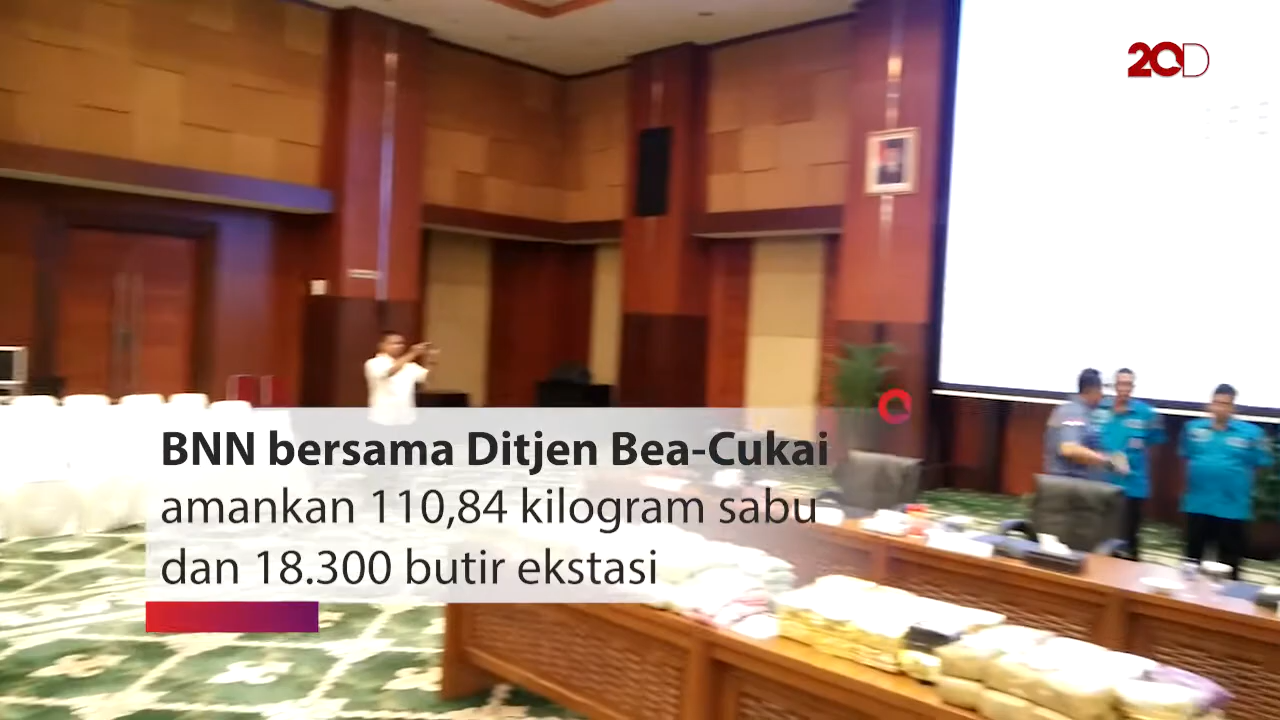 20D
BNN bersama Ditjen Bea-Cukai
amankan 110,84 kilogram sabu
dan 18.300 butir ekstasi